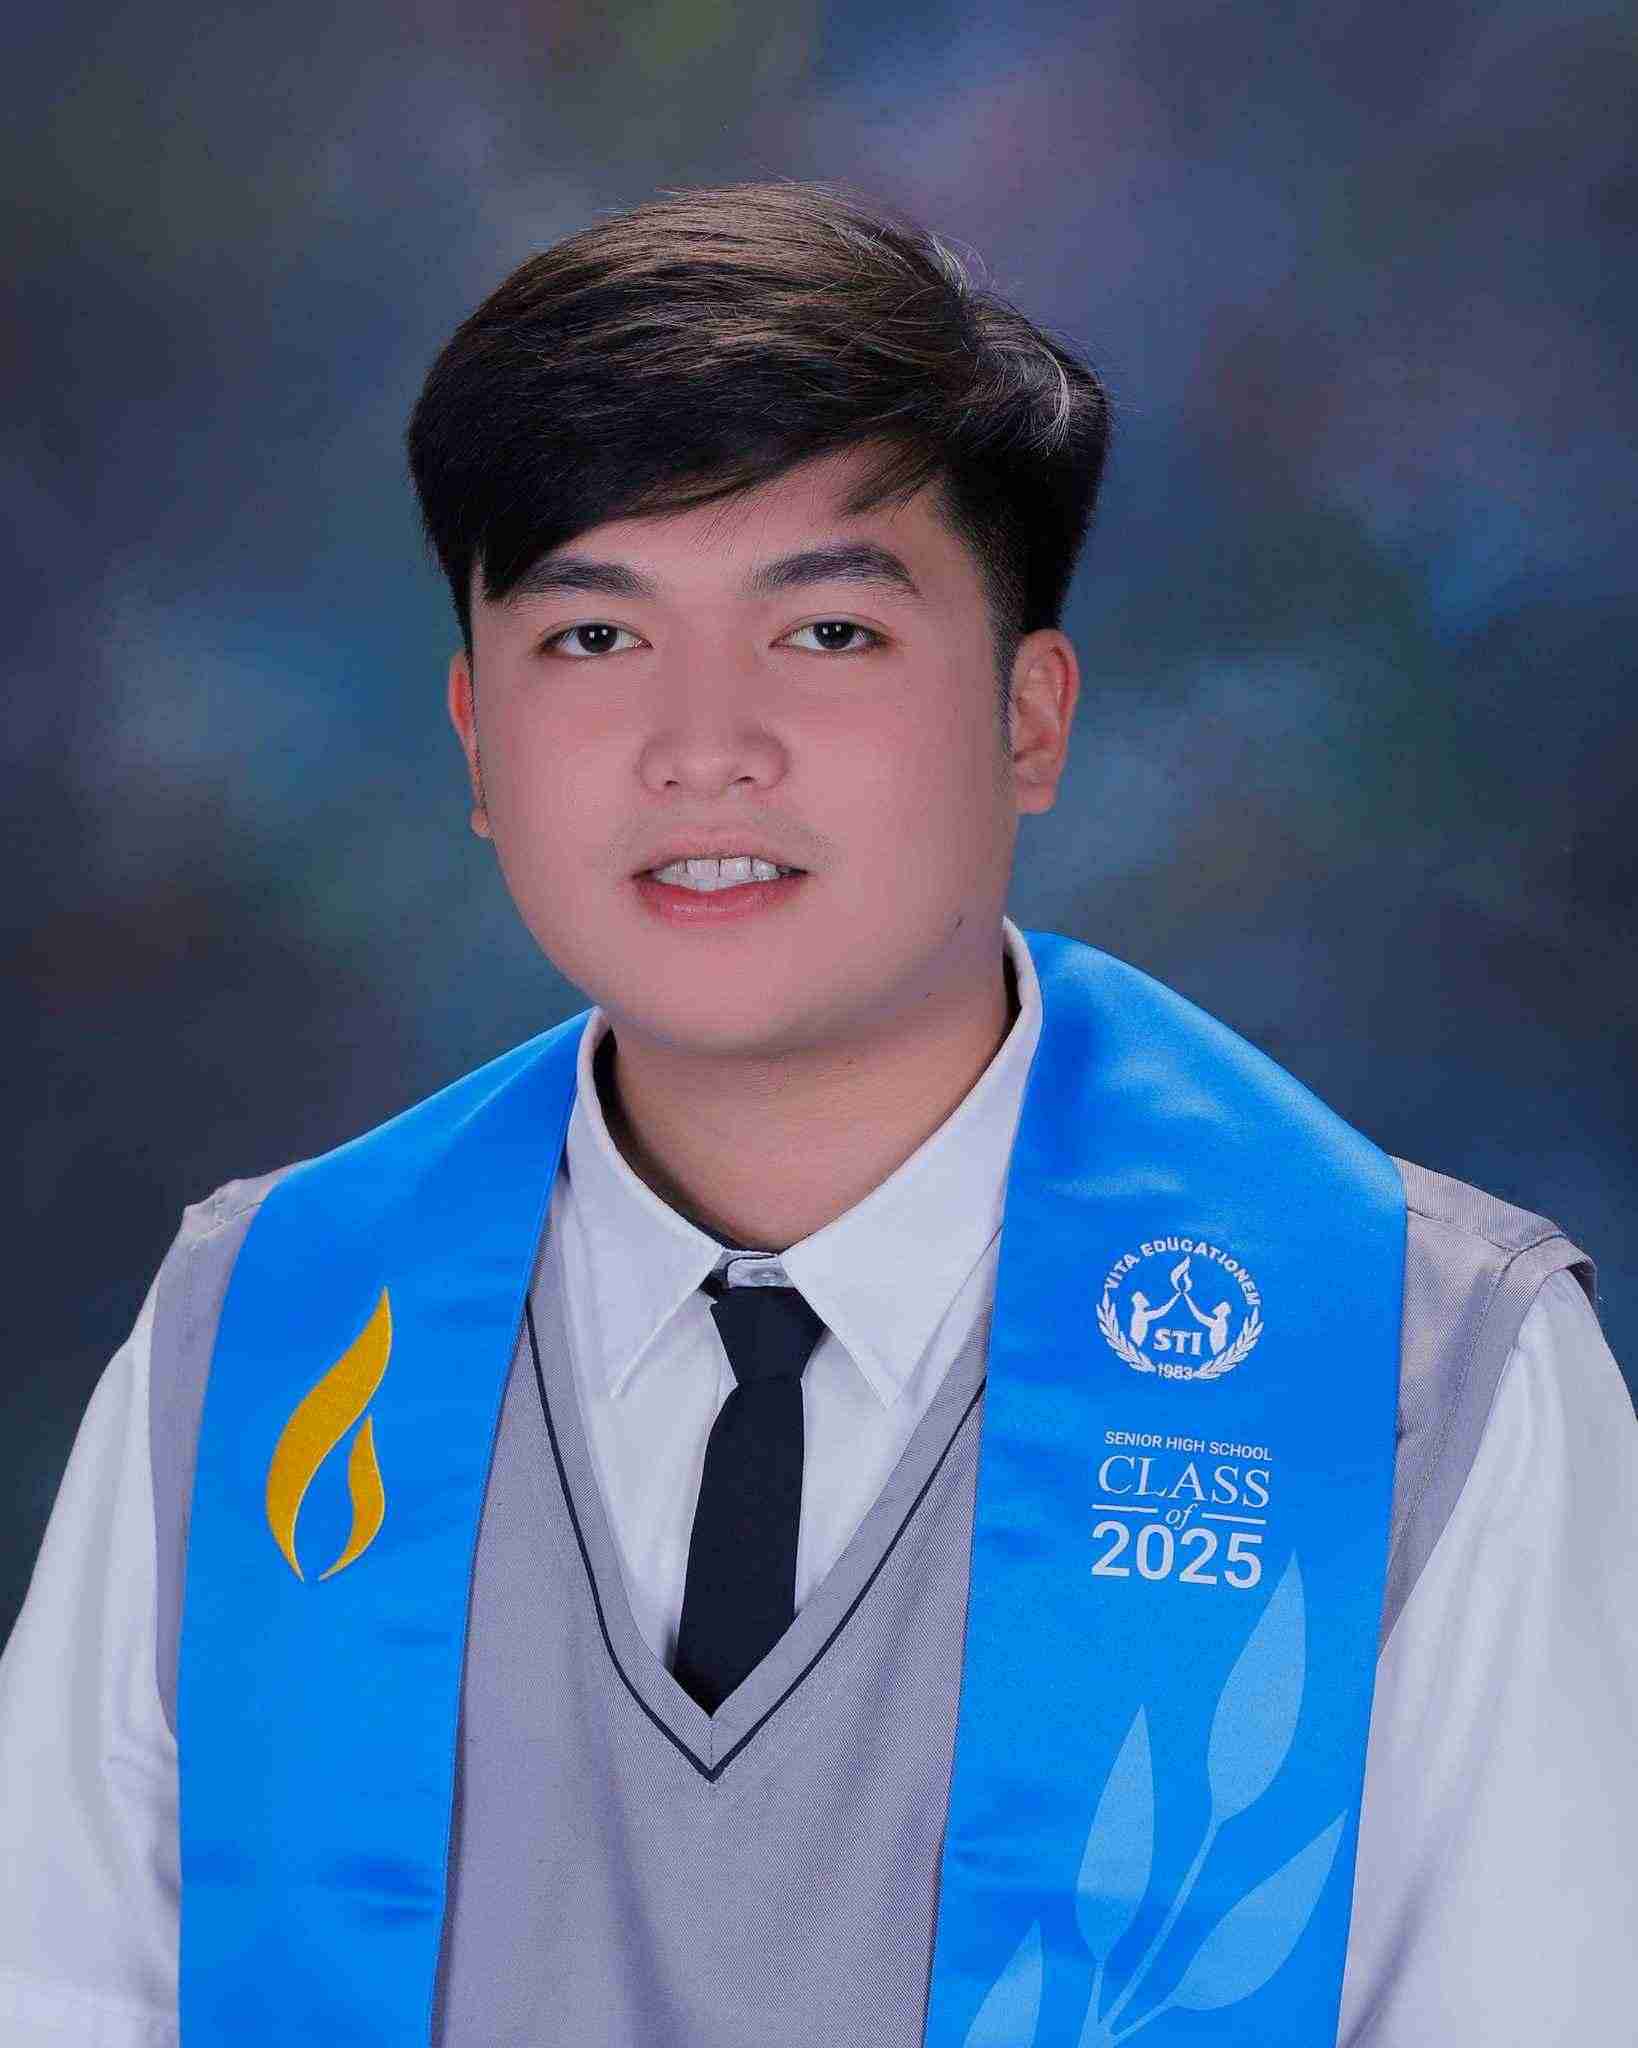 VITA EDUCATIONEM
STI
1983
SENIOR HIGH SCHOOL
CLASS
of
2025